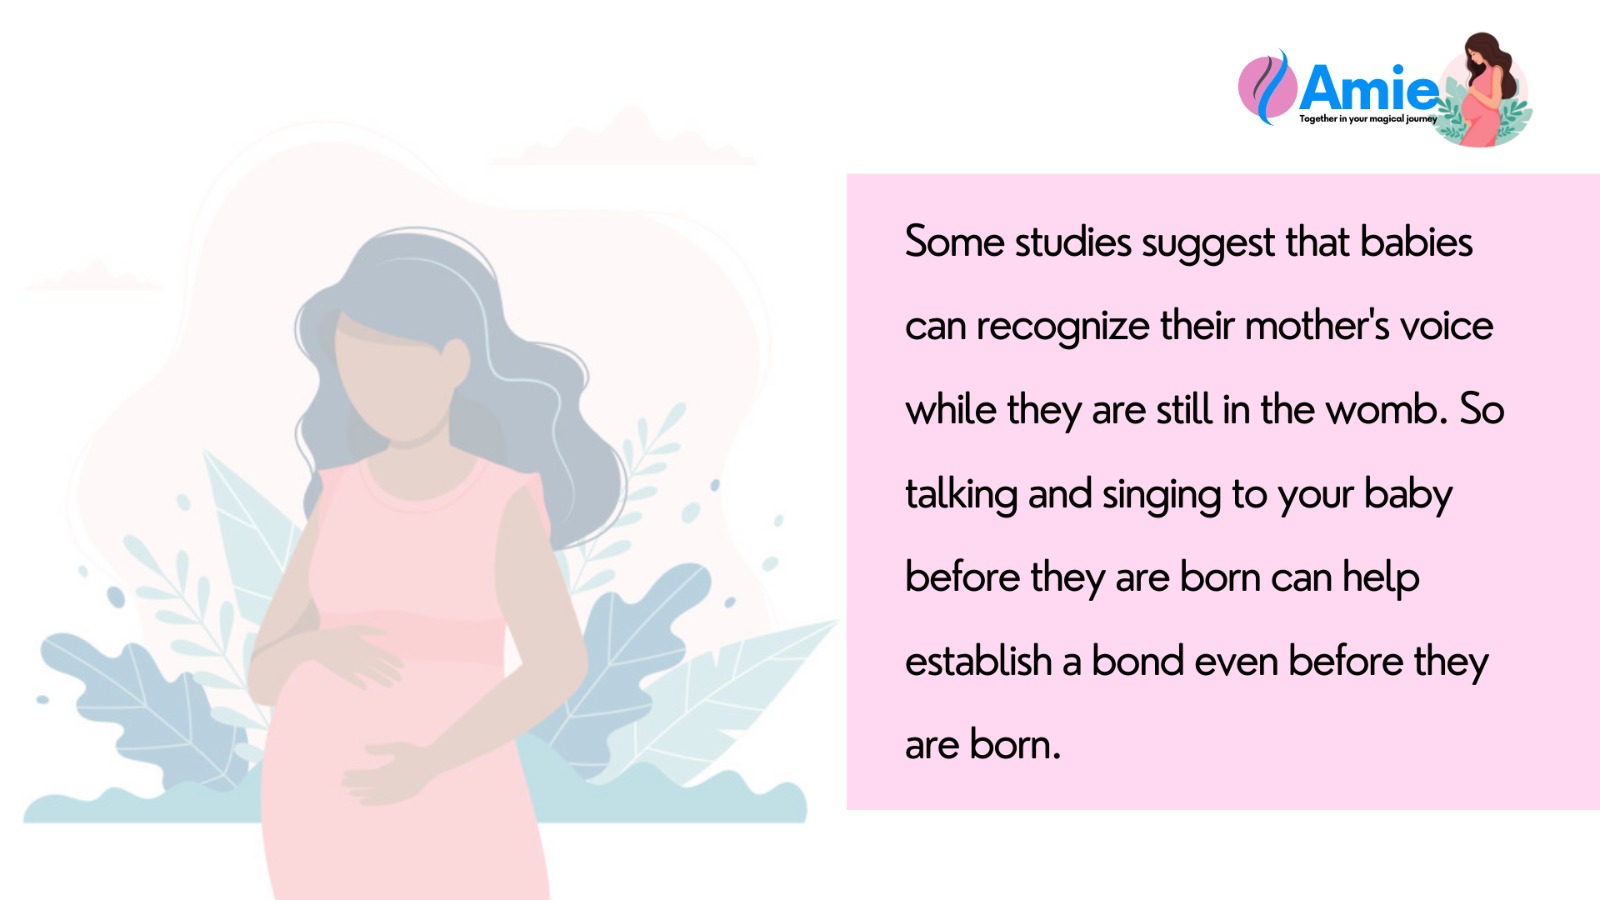 Amie
Together in your magical journey
Some studies suggest that babies
can recognize their mother's voice
while they are still in the womb. So
talking and singing to your baby
before they are born can help
establish a bond even before they
are born.